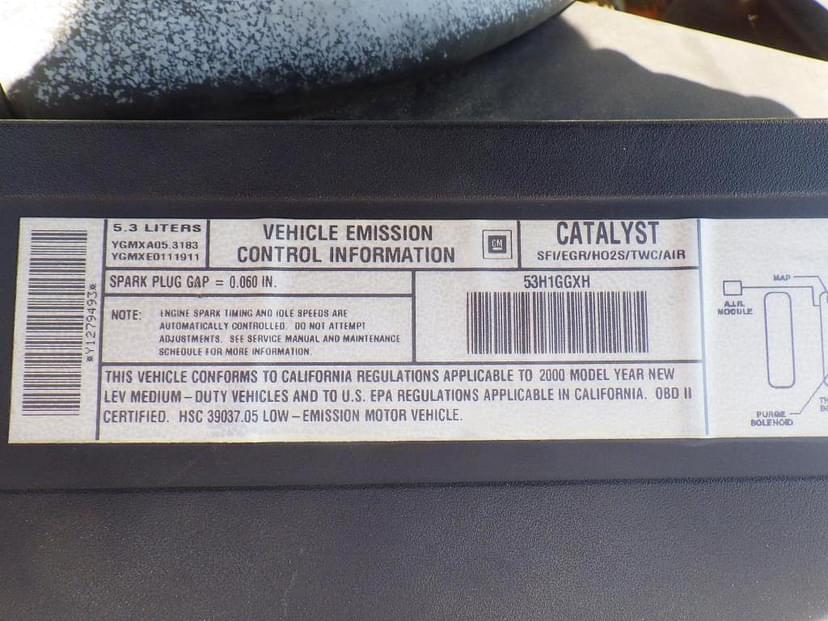 *Y1279493*
5.3 LITERS
YGMXA05.3183
YGMXE0111911
VEHICLE EMISSION
CONTROL INFORMATION
GM
CATALYST
SFI/EGR/HO2S/TWC/AIR
SPARK PLUG GAP = 0.060 IN.
NOTE: ENGINE SPARK TIMING AND IDLE SPEEDS ARE
AUTOMATICALLY CONTROLLED. DO NOT ATTEMPT
ADJUSTMENTS. SEE SERVICE MANUAL AND MAINTENANCE
SCHEDULE FOR MORE INFORMATION.
53H1GGXH
THIS VEHICLE CONFORMS TO CALIFORNIA REGULATIONS APPLICABLE TO 2000 MODEL YEAR NEW
LEV MEDIUM-DUTY VEHICLES AND TO U.S. EPA REGULATIONS APPLICABLE IN CALIFORNIA. OBD II
CERTIFIED. HSC 39037.05 LOW-EMISSION MOTOR VEHICLE.
MAP
A.I.R.
MODULE
PURGE
SOLENOID